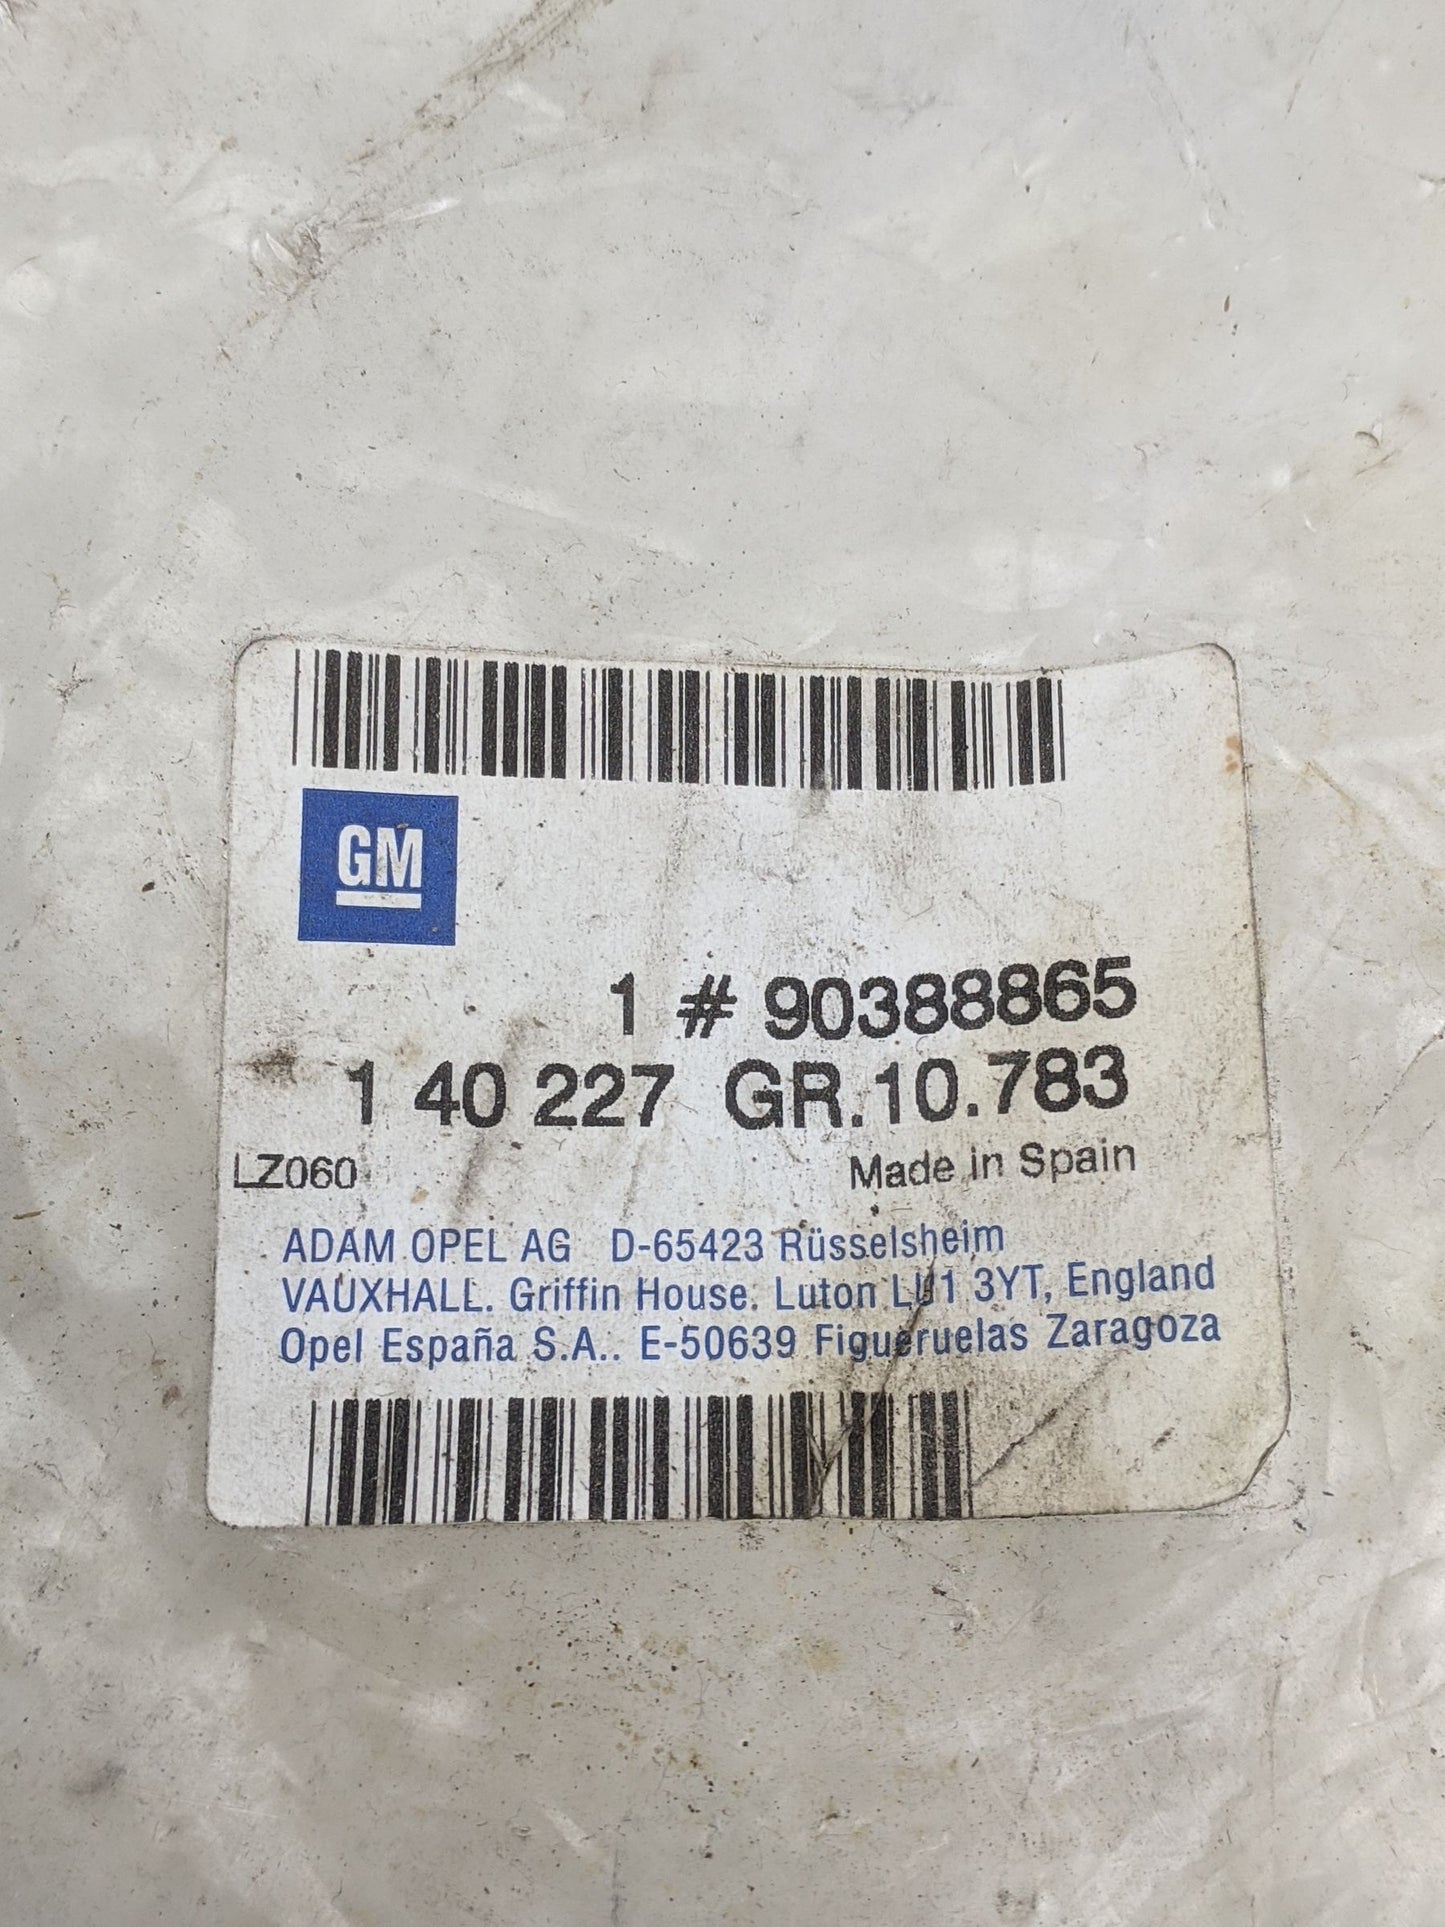 GM
1 # 90388865
1 40 227 GR.10.783
LZ060
Made in Spain
ADAM OPEL AG D-65423 Rüsselsheim
VAUXHALL. Griffin House. Luton LU1 3YT, England
Opel España S.A.. E-50639 Figueruelas Zaragoza